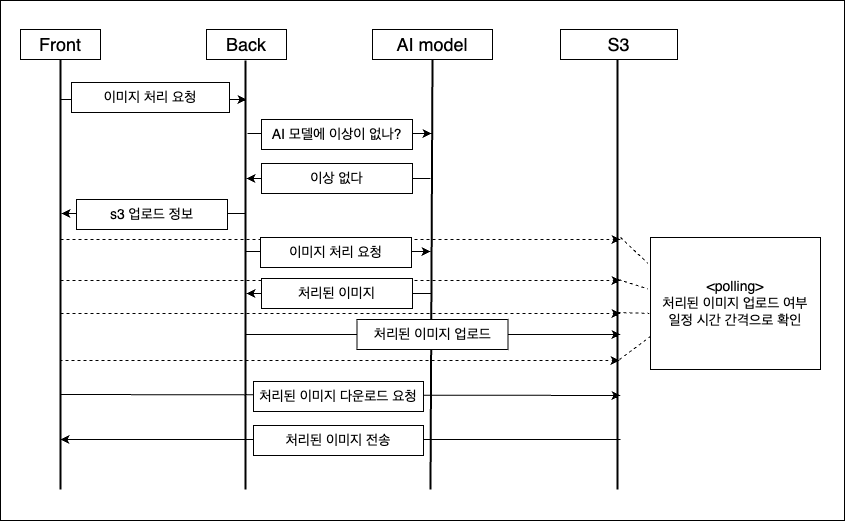 Front
Back
AI model
S3
이미지 처리 요청
AI 모델에 이상이 없나?
이상 없다
s3 업로드 정보
이미지 처리 요청
처리된 이미지
처리된 이미지 업로드
<polling>
처리된 이미지 업로드 여부
일정 시간 간격으로 확인
처리된 이미지 다운로드 요청
처리된 이미지 전송